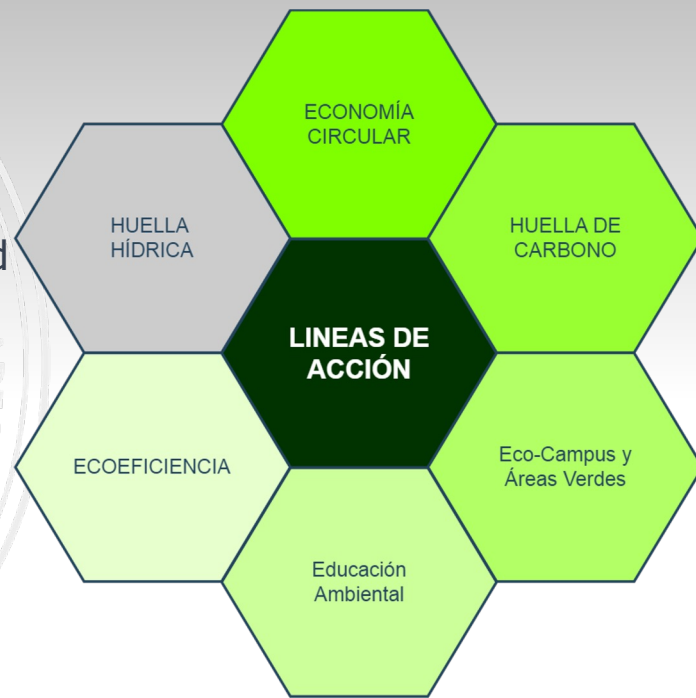 ECONOMÍA
CIRCULAR
HUELLA
HÍDRICA
HUELLA DE
CARBONO
LINEAS DE
ACCIÓN
ECOEFICIENCIA
Eco-Campus y
Áreas Verdes
Educación
Ambiental